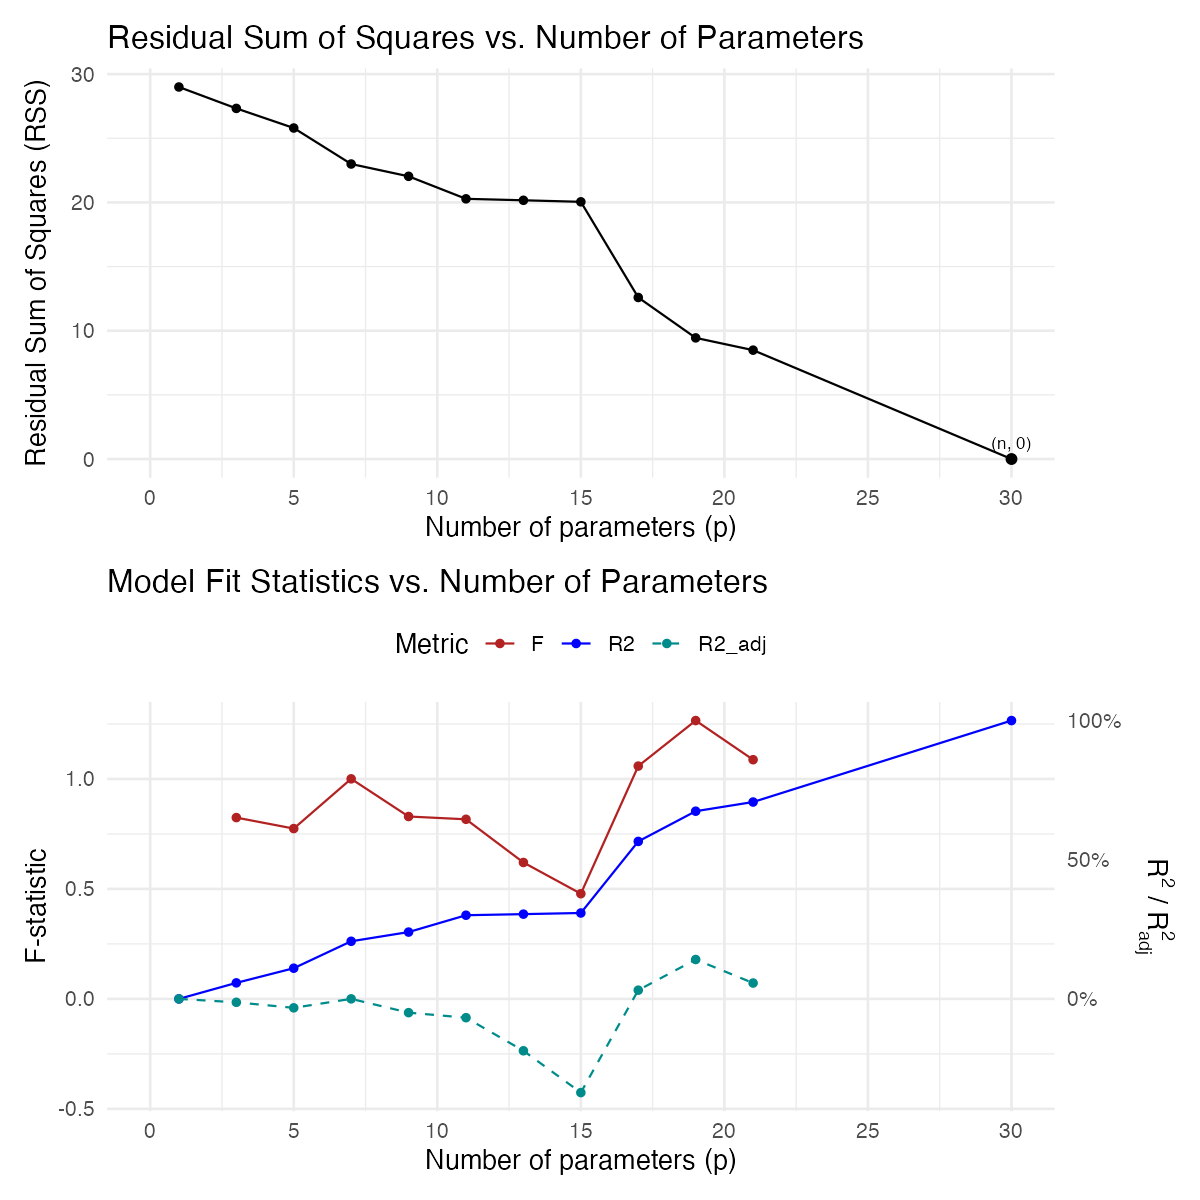 Residual Sum of Squares vs. Number of Parameters
Residual Sum of Squares (RSS)
30
20
10
0
(n, 0)
0 5 10 15 20 25 30
Number of parameters (p)
Model Fit Statistics vs. Number of Parameters
Metric F R2 R2_adj
F-statistic
1.0
0.5
0.0
-0.5
100%
50%
0%
R² / R²adj
0 5 10 15 20 25 30
Number of parameters (p)